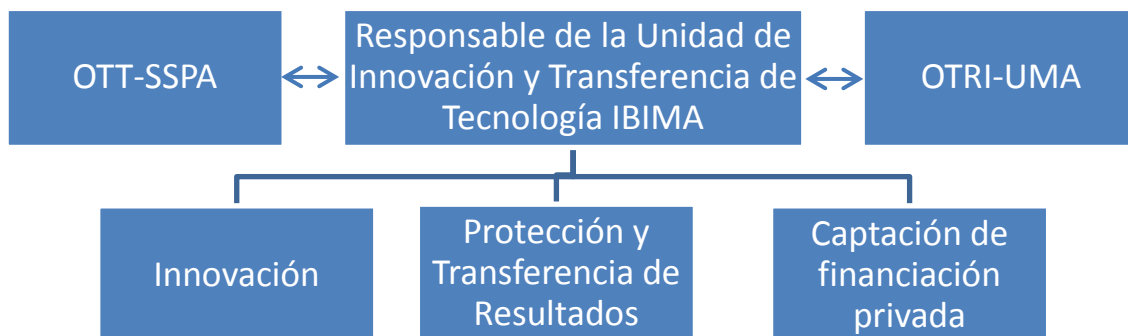 OTT-SSPA
Responsable de la Unidad de
Innovación y Transferencia de
Tecnología IBIMA
OTRI-UMA
Innovación
Protección y
Transferencia de
Resultados
Captación de
financiación
privada